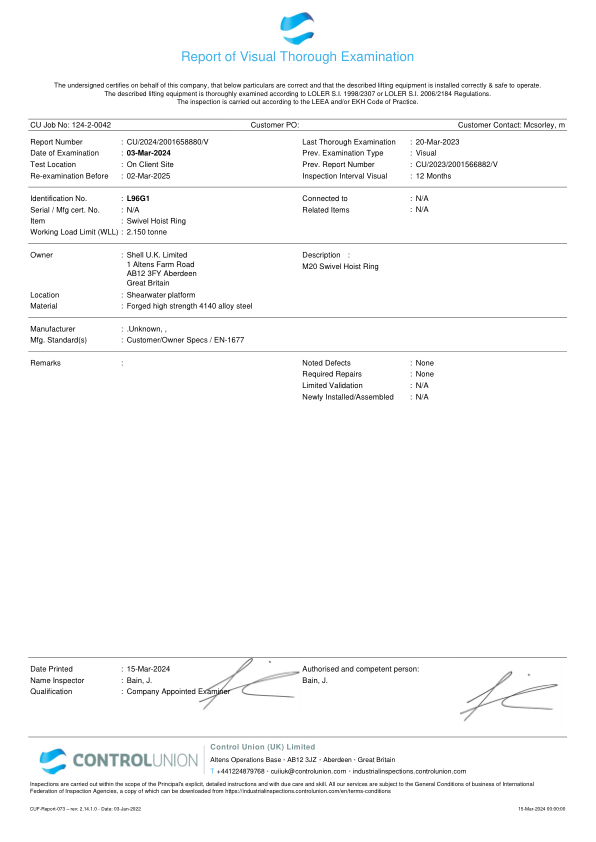 Report of Visual Thorough Examination
The undersigned certifies on behalf of this company, that below particulars are correct and that the described lifting equipment is installed correctly & safe to operate.
The described lifting equipment is thoroughly examined according to LOLER S.I. 1998/2307 or LOLER S.I. 2006/2184 Regulations.
The inspection is carried out according to the LEEA and/or EKH Code of Practice.
CU Job No: 124-2-0042 Customer PO: Customer Contact: Mcsorley, m
Report Number : CU/2024/2001658880/V Last Thorough Examination : 20-Mar-2023
Date of Examination : 03-Mar-2024 Prev. Examination Type : Visual
Test Location : On Client Site Prev. Report Number : CU/2023/2001566882/V
Re-examination Before : 02-Mar-2025 Inspection Interval Visual : 12 Months
Identification No. : L96G1 Connected to : N/A
Serial / Mfg cert. No. : N/A Related Items : N/A
Item : Swivel Hoist Ring
Working Load Limit (WLL) : 2.150 tonne
Owner : Shell U.K. Limited Description :
1 Altens Farm Road M20 Swivel Hoist Ring
AB12 3FY Aberdeen
Great Britain
Location : Shearwater platform
Material : Forged high strength 4140 alloy steel
Manufacturer : .Unknown, ,
Mfg. Standard(s) : Customer/Owner Specs / EN-1677
Remarks : Noted Defects : None
Required Repairs : None
Limited Validation : N/A
Newly Installed/Assembled : N/A
Date Printed : 15-Mar-2024 Authorised and competent person:
Name Inspector : Bain, J. Bain, J.
Qualification : Company Appointed Examiner
CONTROLUNION
Control Union (UK) Limited
Altens Operations Base · AB12 3JZ · Aberdeen · Great Britain
T +441224879768 · cuiiuk@controlunion.com · industrialinspections.controlunion.com
Inspections are carried out within the scope of the Principal's explicit, detailed instructions and with due care and skill. All our services are subject to the General Conditions of business of International
Federation of Inspection Agencies, a copy of which can be downloaded from https://industrialinspections.controlunion.com/en/terms-conditions
CUF-Report-073 – rev: 2.14.1.0 - Date: 03-Jun-2022 15-Mar-2024 00:00:00